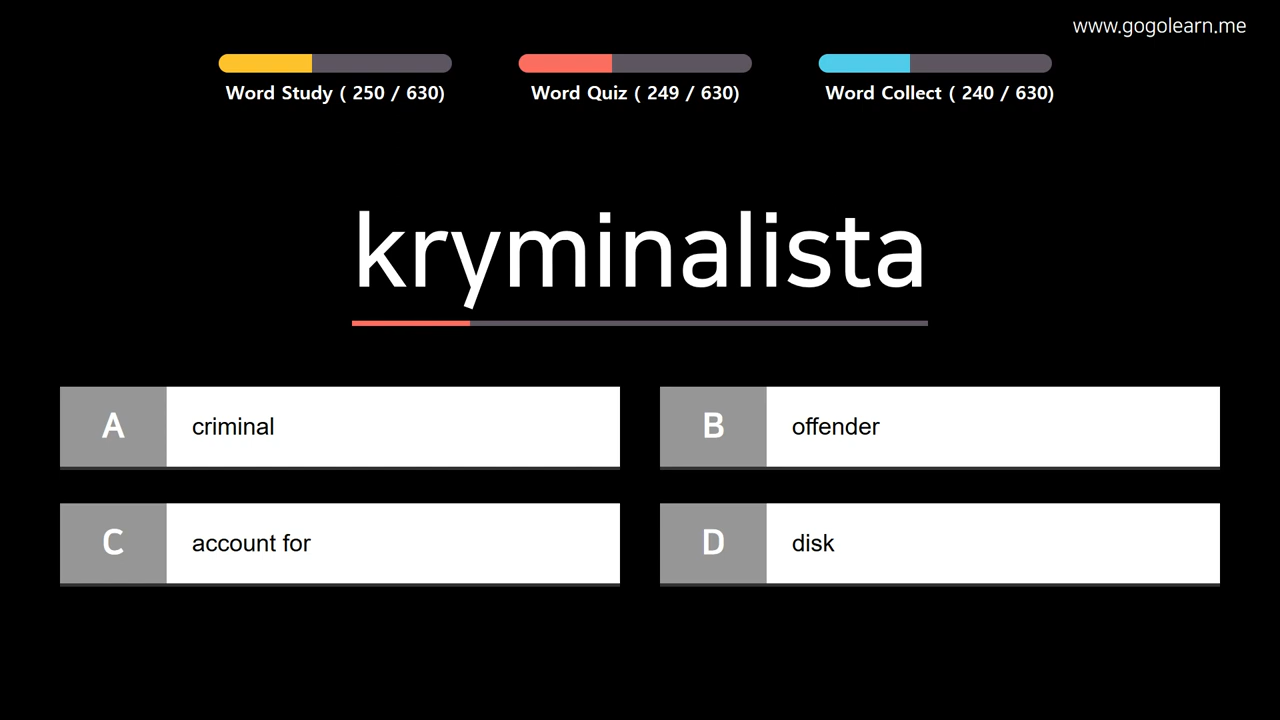 www.gogolearn.me
Word Study ( 250 / 630)
Word Quiz ( 249 / 630)
Word Collect ( 240 / 630)
kryminalista
A criminal
B offender
C account for
D disk